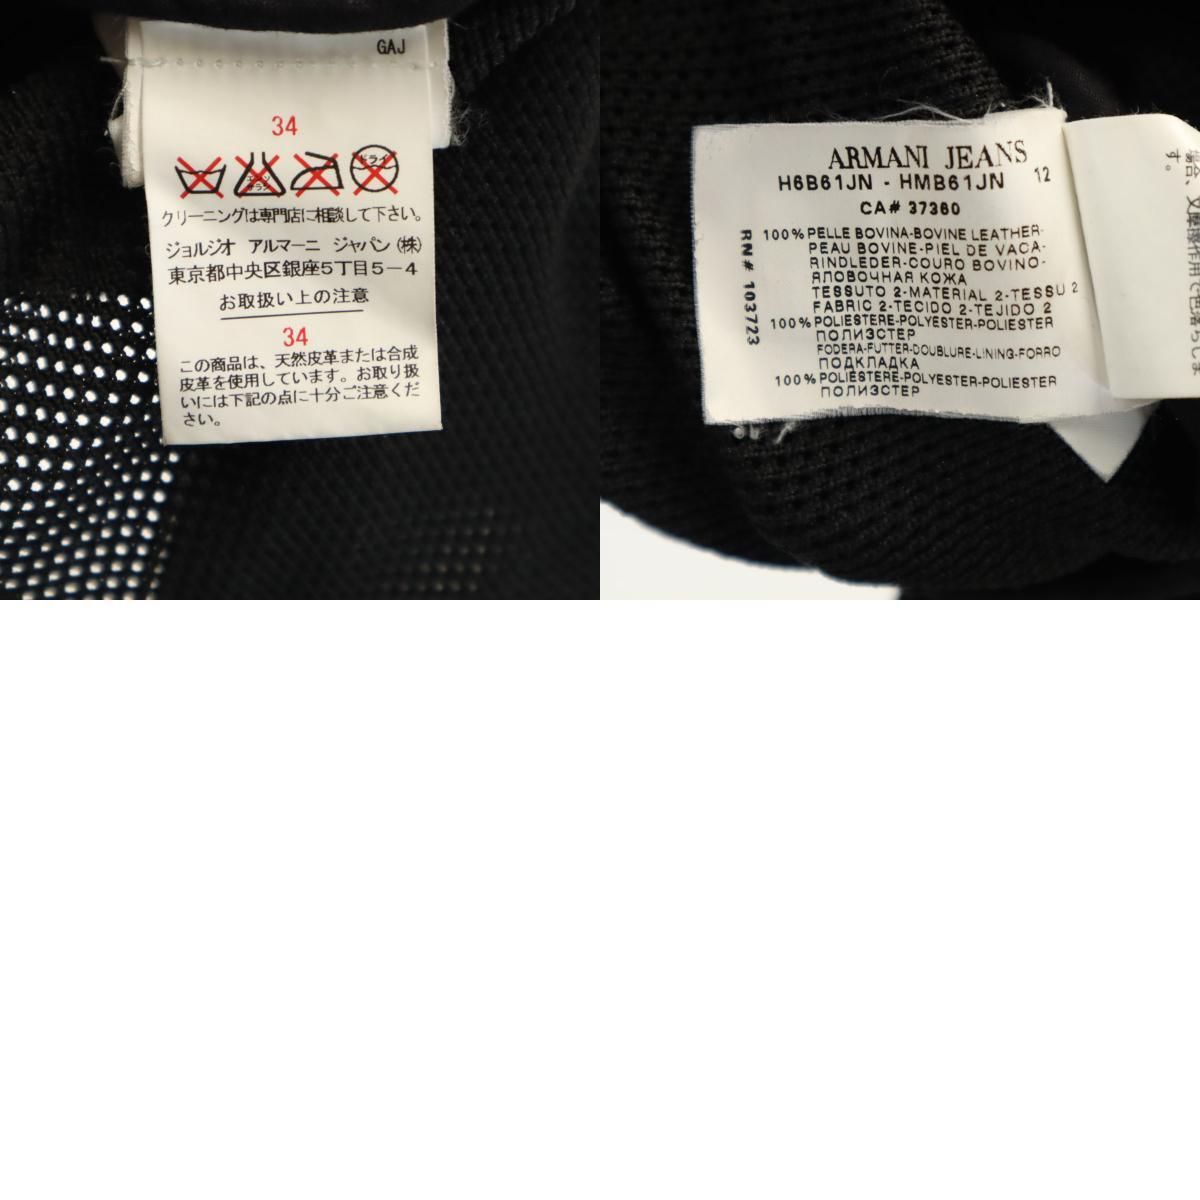 GAJ
34
ドライ
クリーニングは専門店に相談して下さい。
ジョルジオ アルマーニ ジャパン(株)
東京都中央区銀座5丁目5-4
お取扱い上の注意
34
この商品は、天然皮革または合成
皮革を使用しています。お取り扱
いには下記の点に十分ご注意くだ
さい。
ARMANI JEANS
H6B61JN - HMB61JN 12
CA# 37360
RN# 103723
100% PELLE BOVINA-BOVINE LEATHER-
PEAU BOVINE-PIEL DE VACA-
RINDLEDER-COURO BOVINO-
ЯЛОВОЧНАЯ КОЖА
TESSUTO 2-MATERIAL 2-TESSU 2
FABRIC 2-TECIDO 2-TEJIDO 2
100% POLIESTERE-POLYESTER-POLIESTER
ПОЛИЭСТЕР
FODERA-FUTTER-DOUBLURE-LINING-FORRO
ПОДКЛАДКА
100% POLIESTERE-POLYESTER-POLIESTER
ПОЛИЭСТЕР
す。